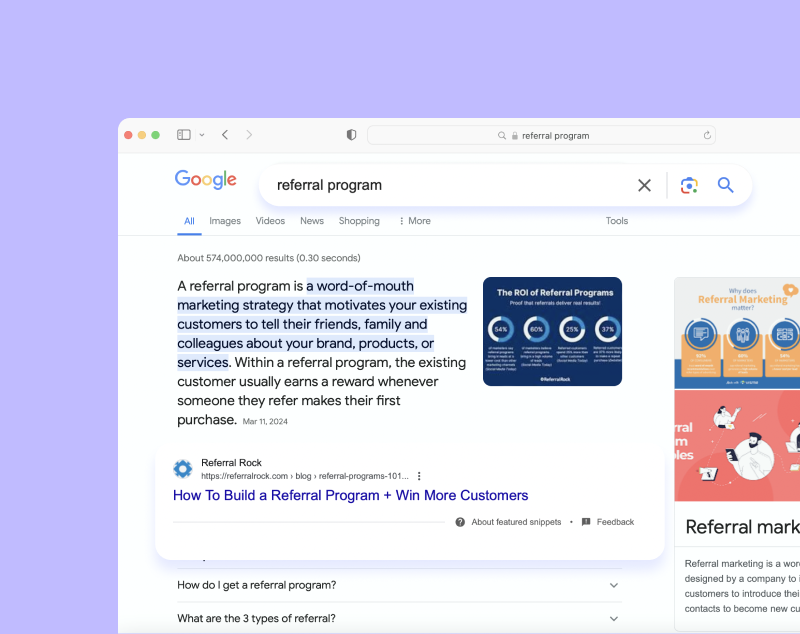 referral program
Google
referral program
All Images Videos News Shopping More
Tools
About 574,000,000 results (0.30 seconds)
A referral program is a word-of-mouth
marketing strategy that motivates your existing
customers to tell their friends, family and
colleagues about your brand, products, or
services. Within a referral program, the existing
customer usually earns a reward whenever
someone they refer makes their first
purchase. Mar 11, 2024
The ROI of Referral Programs
Proof that referrals deliver real results!
54% 60% 25% 37%
@ReferralRock
Referral Rock
https://referralrock.com › blog › referral-programs-101...
How To Build a Referral Program + Win More Customers
About featured snippets • Feedback
How do I get a referral program?
What are the 3 types of referral?
Why does
Referral Marketing
matter?
Referral mark
Referral marketing is a wor
designed by a company to i
customers to introduce thei
contacts to become new cu